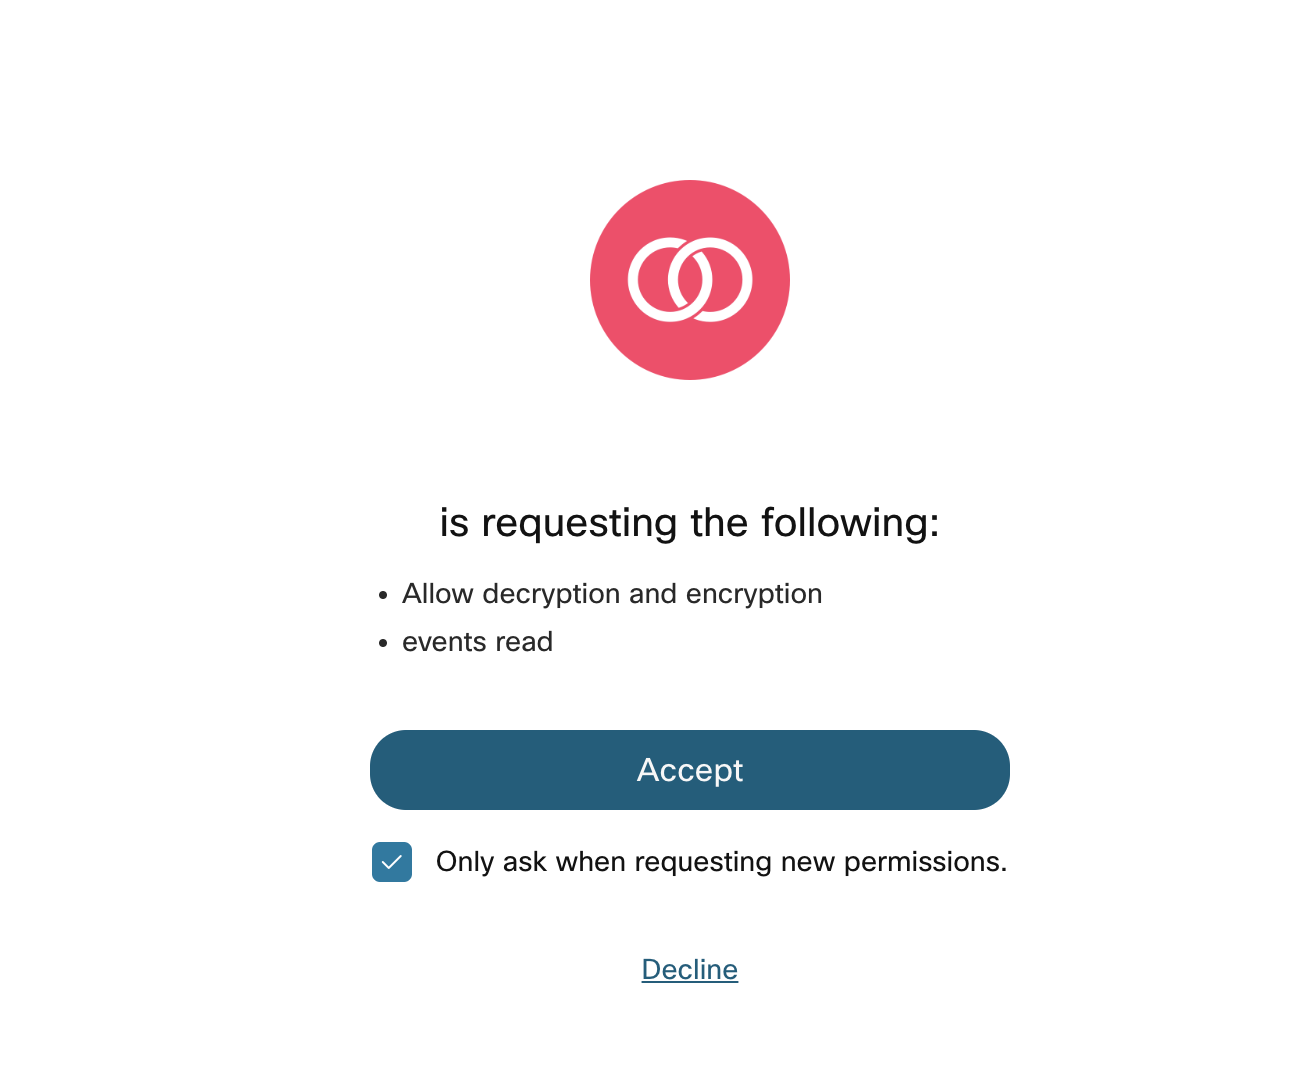 is requesting the following:
Allow decryption and encryption
events read
Accept
Only ask when requesting new permissions.
Decline